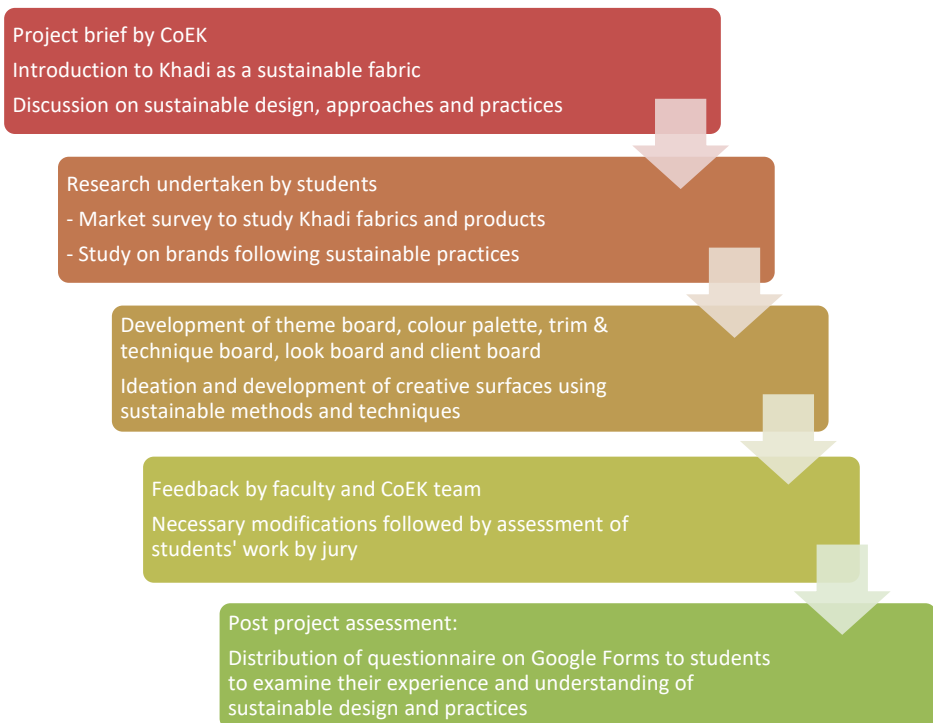 Project brief by CoEK
Introduction to Khadi as a sustainable fabric
Discussion on sustainable design, approaches and practices
Research undertaken by students
- Market survey to study Khadi fabrics and products
- Study on brands following sustainable practices
Development of theme board, colour palette, trim &
technique board, look board and client board
Ideation and development of creative surfaces using
sustainable methods and techniques
Feedback by faculty and CoEK team
Necessary modifications followed by assessment of
students' work by jury
Post project assessment:
Distribution of questionnaire on Google Forms to students
to examine their experience and understanding of
sustainable design and practices